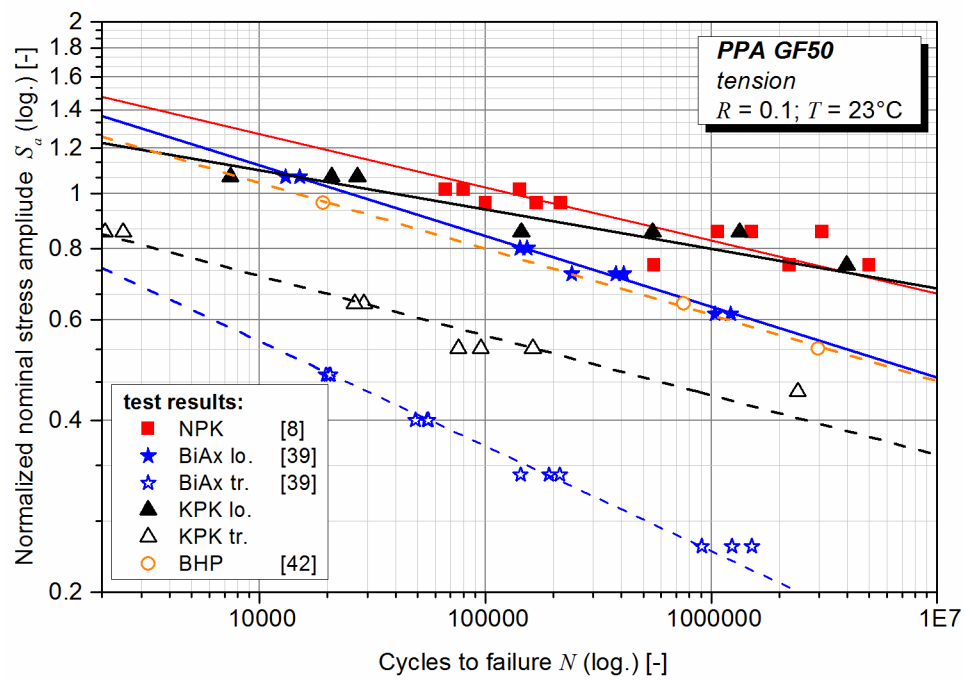 Normalized nominal stress ampliude Sa (log.) [-]
2
1.8
1.6
1.4
1.2
1
0.8
0.6
0.4
0.2
PPA GF50
tension
R = 0.1; T = 23°C
test results:
NPK [8]
BiAx lo. [39]
BiAx tr. [39]
KPK lo.
KPK tr.
BHP [42]
10000 100000 1000000 1E7
Cycles to failure N (log.) [-]